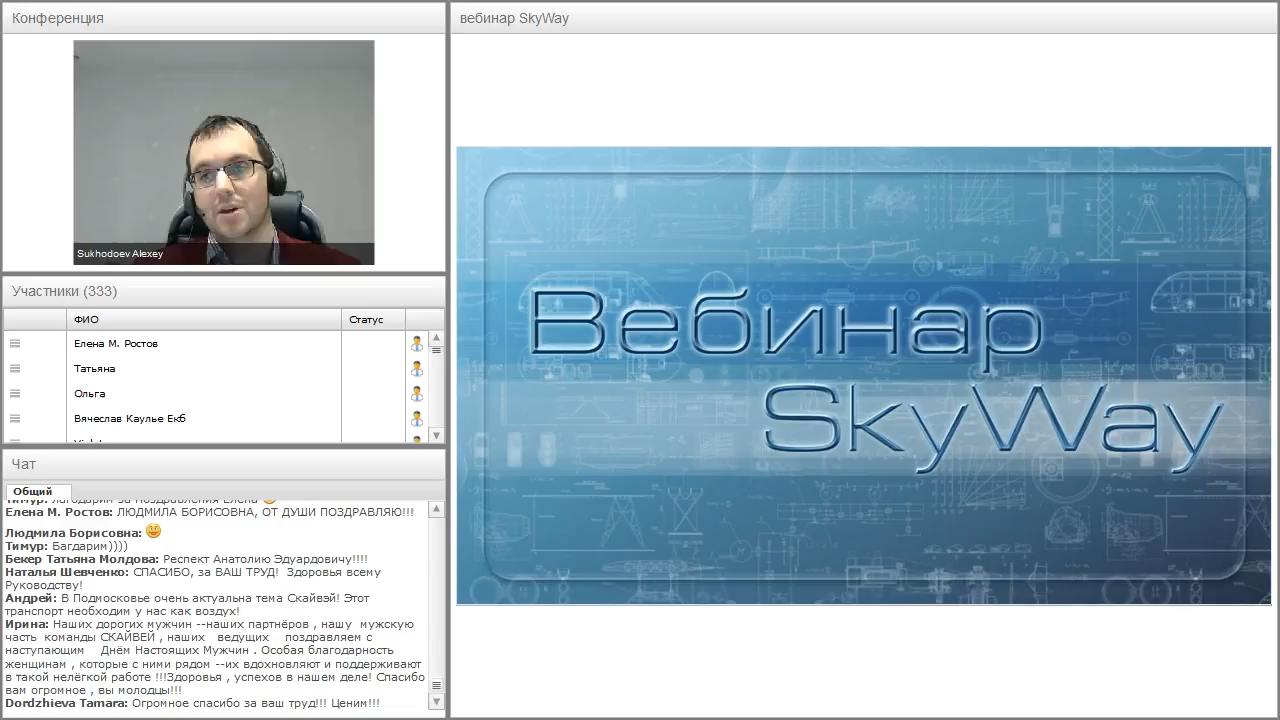 Конференция
Sukhodoev Alexey
Участники (333)
ФИО
Статус
Елена М. Ростов
Татьяна
Ольга
Вячеслав Каулье Екб
Чат
Общий
Елена М. Ростов: ЛЮДМИЛА БОРИСОВНА, ОТ ДУШИ ПОЗДРАВЛЯЮ!!!
Людмила Борисовна:
Тимур: Багдарим))))
Бекер Татьяна Молдова: Респект Анатолию Эдуардовичу!!!!
Наталья Шевченко: СПАСИБО, за ВАШ ТРУД! Здоровья всему
Руководству!
Андрей: В Подмосковье очень актуальна тема Скайвэй! Этот
транспорт необходим у нас как воздух!
Ирина: Наших дорогих мужчин --наших партнёров , нашу мужскую
часть команды СКАЙВЕЙ , наших ведущих поздравляем с
наступающим Днём Настоящих Мужчин . Особая благодарность
женщинам , которые с ними рядом --их вдохновляют и поддерживают
в такой нелёгкой работе !!!Здоровья , успехов в нашем деле! Спасибо
вам огромное , вы молодцы!!!
Dordzhieva Tamara: Огромное спасибо за ваш труд!!! Ценим!!!
вебинар SkyWay
Вебинар
SkyWay